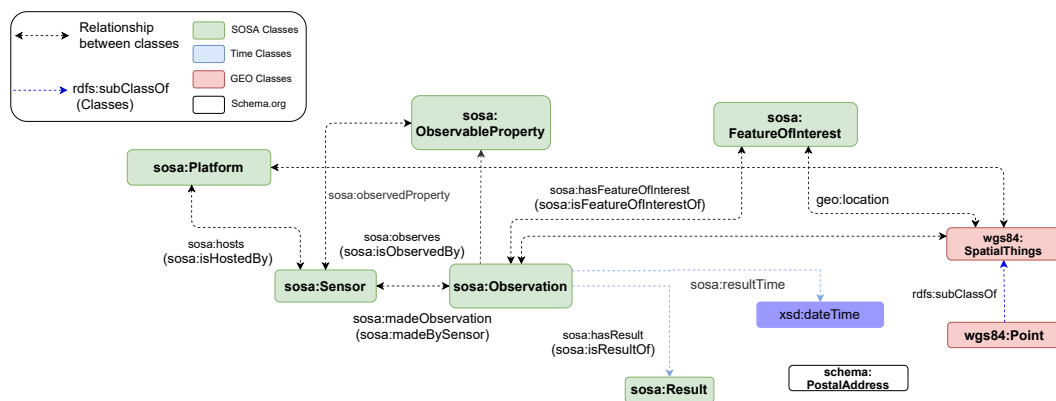 Relationship
between classes
rdfs:subClassOf
(Classes)
SOSA Classes
Time Classes
GEO Classes
Schema.org
sosa:
ObservableProperty
sosa:
FeatureOfInterest
sosa:Platform
sosa:observedProperty
sosa:hasFeatureOfInterest
(sosa:isFeatureOfInterestOf)
geo:location
sosa:hosts
(sosa:isHostedBy)
sosa:observes
(sosa:isObservedBy)
wgs84:
SpatialThings
sosa:Sensor
sosa:Observation
sosa:resultTime
rdfs:subClassOf
sosa:madeObservation
(sosa:madeBySensor)
xsd:dateTime
sosa:hasResult
(sosa:isResultOf)
wgs84:Point
schema:
PostalAddress
sosa:Result